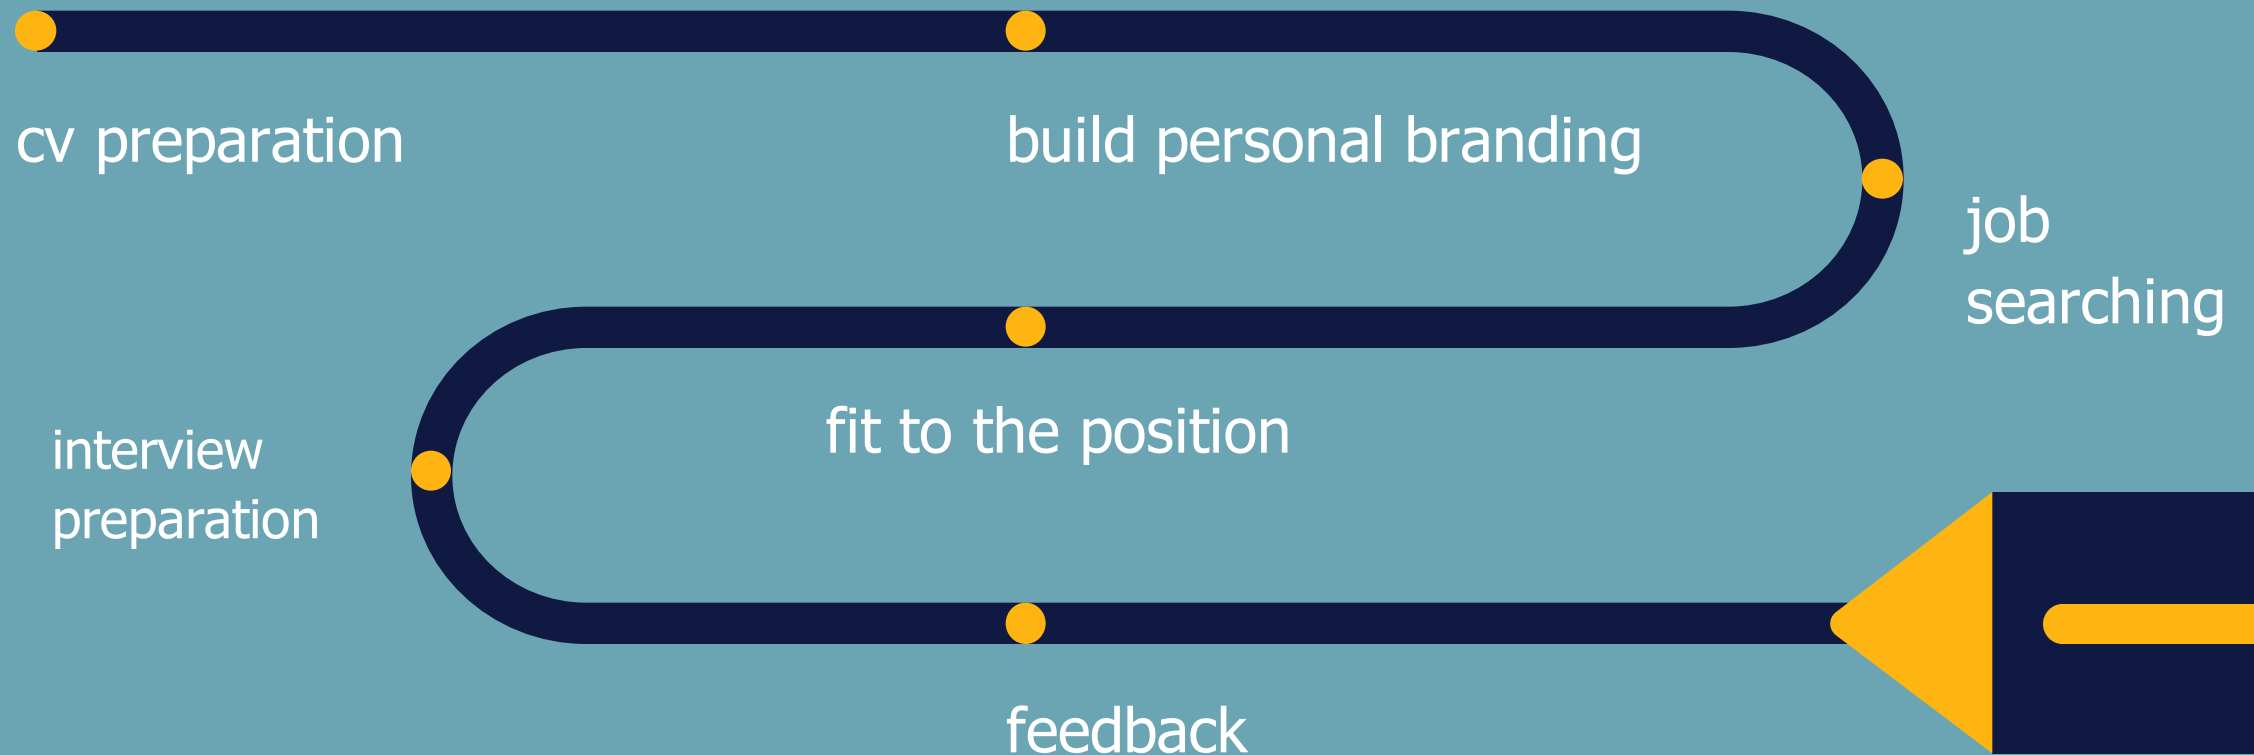 cv preparation
build personal branding
job
searching
fit to the position
interview
preparation
feedback